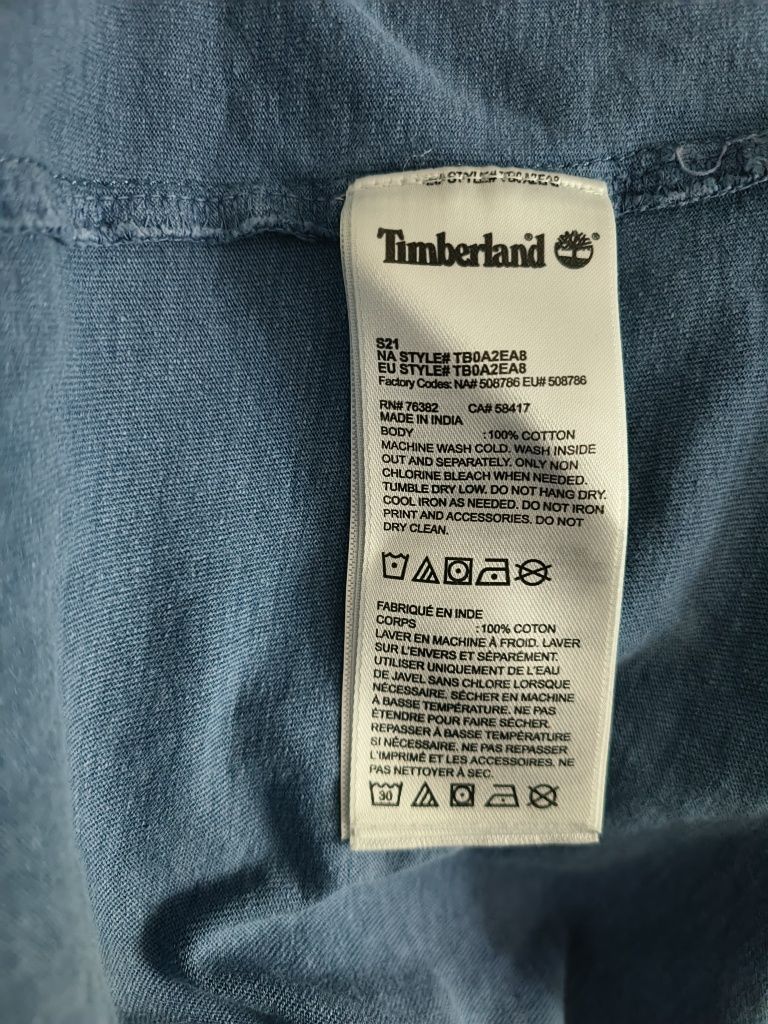 Timberland®
S21
NA STYLE# TB0A2EA8
EU STYLE# TB0A2EA8
Factory Codes: NA# 508786 EU# 508786
RN# 76382 CA# 58417
MADE IN INDIA
BODY :100% COTTON
MACHINE WASH COLD. WASH INSIDE
OUT AND SEPARATELY. ONLY NON
CHLORINE BLEACH WHEN NEEDED.
TUMBLE DRY LOW. DO NOT HANG DRY.
COOL IRON AS NEEDED. DO NOT IRON
PRINT AND ACCESSORIES. DO NOT
DRY CLEAN.
FABRIQUÉ EN INDE
CORPS :100% COTON
LAVER EN MACHINE À FROID. LAVER
SUR L'ENVERS ET SÉPARÉMENT.
UTILISER UNIQUEMENT DE L'EAU
DE JAVEL SANS CHLORE LORSQUE
NÉCESSAIRE. SÉCHER EN MACHINE
À BASSE TEMPÉRATURE. NE PAS
ÉTENDRE POUR FAIRE SÉCHER.
REPASSER À BASSE TEMPÉRATURE
SI NÉCESSAIRE. NE PAS REPASSER
L'IMPRIMÉ ET LES ACCESSOIRES. NE
PAS NETTOYER À SEC.
30